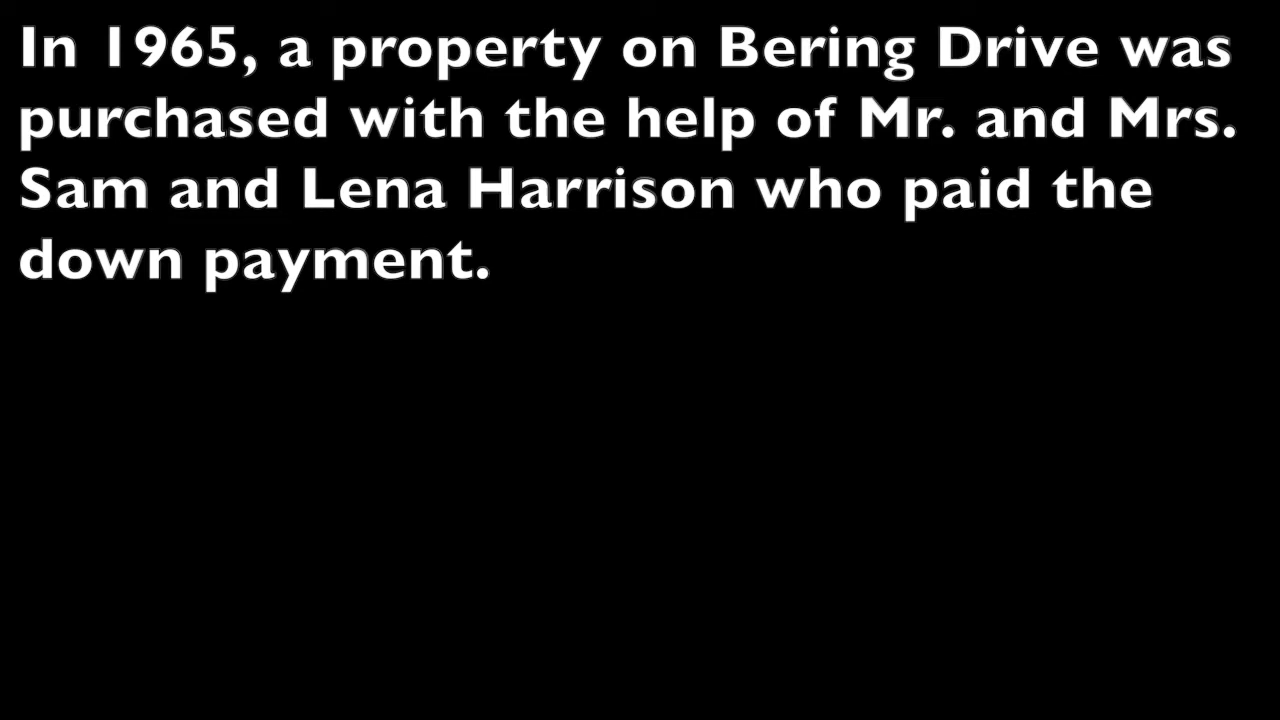 In 1965, a property on Bering Drive was
purchased with the help of Mr. and Mrs.
Sam and Lena Harrison who paid the
down payment.